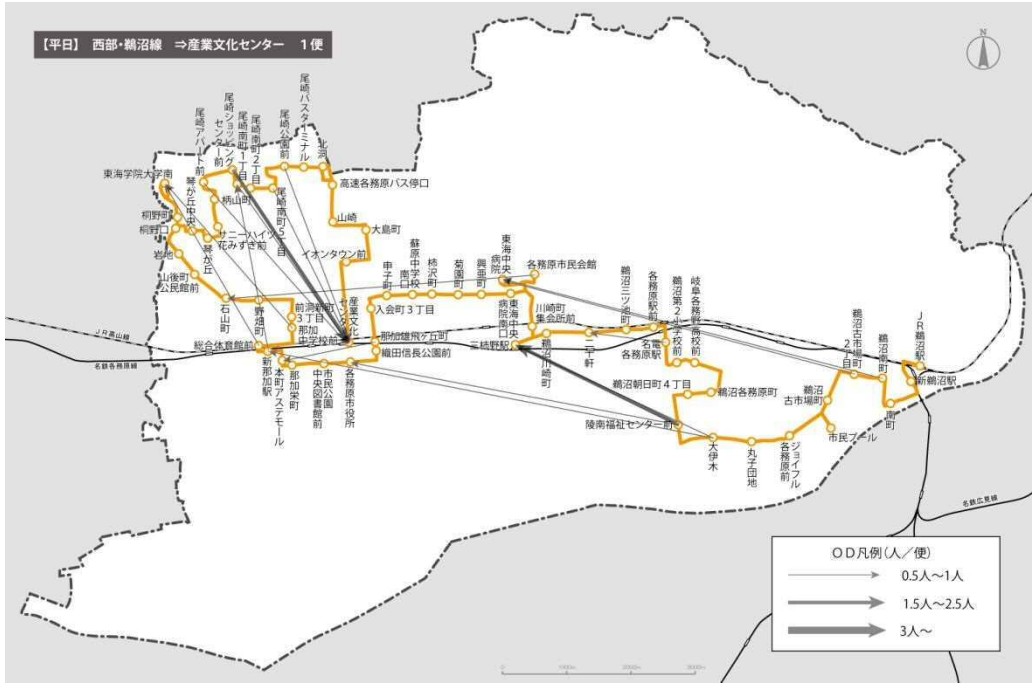 【平日】 西部・鵜沼線 ⇒産業文化センター 1便
尾崎アパート前
尾崎ショッピング
センター前
尾崎南町1丁目
尾崎南町2丁目
尾崎公園前
尾崎バスターミナル
北洞
東海学院大学南
琴が丘中央
柄山町
尾崎南町5丁目
高速各務原バス停口
桐野町
桐野口
サニーハイツ
花みずき前
琴が丘
山崎
大島町
岩地
イオンタウン前
山後町
公民館前
申子町
蘇原中学校
南口
柿沢町
菊園町
興亜町
東海中央
病院
各務原市民会館
石山町
野畑町
前洞新町
3丁目
那加
中学校前
産業文化
センター
入会町3丁目
東海中央
病院南口
川崎町
集会所前
鵜沼三ツ池町
各務原駅前
鵜沼第2小学校前
岐阜各務野高校前
鵜沼古市場町
2丁目
鵜沼南町
JR鵜沼駅
新鵜沼駅
JR高山線
名鉄各務原線
総合体育館前
新那加駅
本町アステモール
那加栄町
市民公園
中央図書館前
各務原市役所
那加雄飛ヶ丘町
織田信長公園前
三柿野駅
鵜沼川崎町
二十軒
名電
各務原駅
鵜沼朝日町4丁目
鵜沼各務原町
鵜沼
古市場町
南町
陵南福祉センター前
大伊木
丸子団地
ジョイフル
各務原前
市民プール
名鉄広見線
OD凡例(人/便)
0.5人～1人
1.5人～2.5人
3人～
0
1000m
2000m
3000m